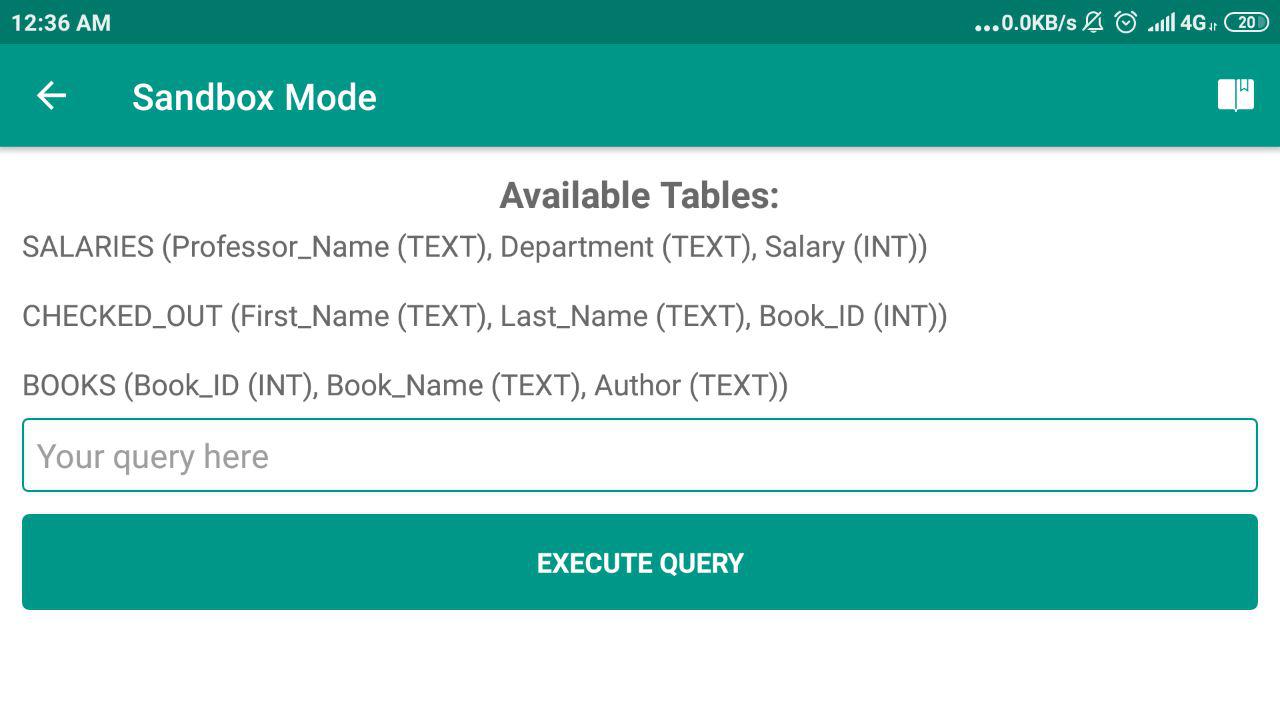 12:36 AM ...0.0KB/s 4G 20
Sandbox Mode
Available Tables:
SALARIES (Professor_Name (TEXT), Department (TEXT), Salary (INT))
CHECKED_OUT (First_Name (TEXT), Last_Name (TEXT), Book_ID (INT))
BOOKS (Book_ID (INT), Book_Name (TEXT), Author (TEXT))
Your query here
EXECUTE QUERY